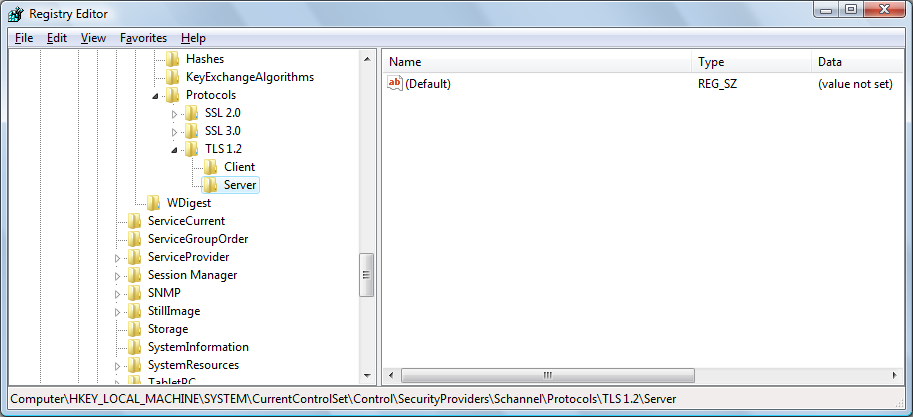 Registry Editor
File Edit View Favorites Help
Hashes
KeyExchangeAlgorithms
Protocols
SSL 2.0
SSL 3.0
TLS 1.2
Client
Server
WDigest
ServiceCurrent
ServiceGroupOrder
ServiceProvider
Session Manager
SNMP
StillImage
Storage
SystemInformation
SystemResources
TabletPC
Name Type Data
ab (Default) REG_SZ (value not set)
Computer\HKEY_LOCAL_MACHINE\SYSTEM\CurrentControlSet\Control\SecurityProviders\Schannel\Protocols\TLS 1.2\Server